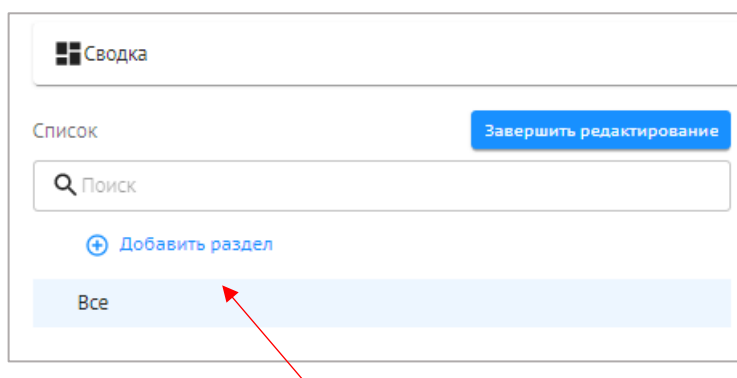 Сводка
Список
Завершить редактирование
Поиск
Добавить раздел
Все